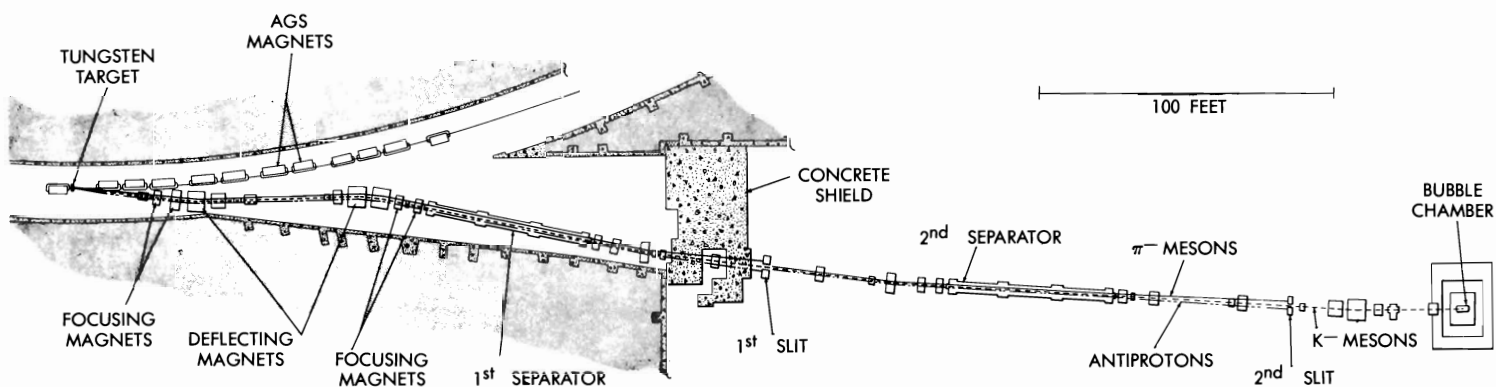 AGS
MAGNETS
TUNGSTEN
TARGET
100 FEET
CONCRETE
SHIELD
BUBBLE
CHAMBER
2nd SEPARATOR
π− MESONS
FOCUSING
MAGNETS
DEFLECTING
MAGNETS
FOCUSING
MAGNETS
1st SEPARATOR
1st SLIT
ANTIPROTONS
K− MESONS
2nd SLIT